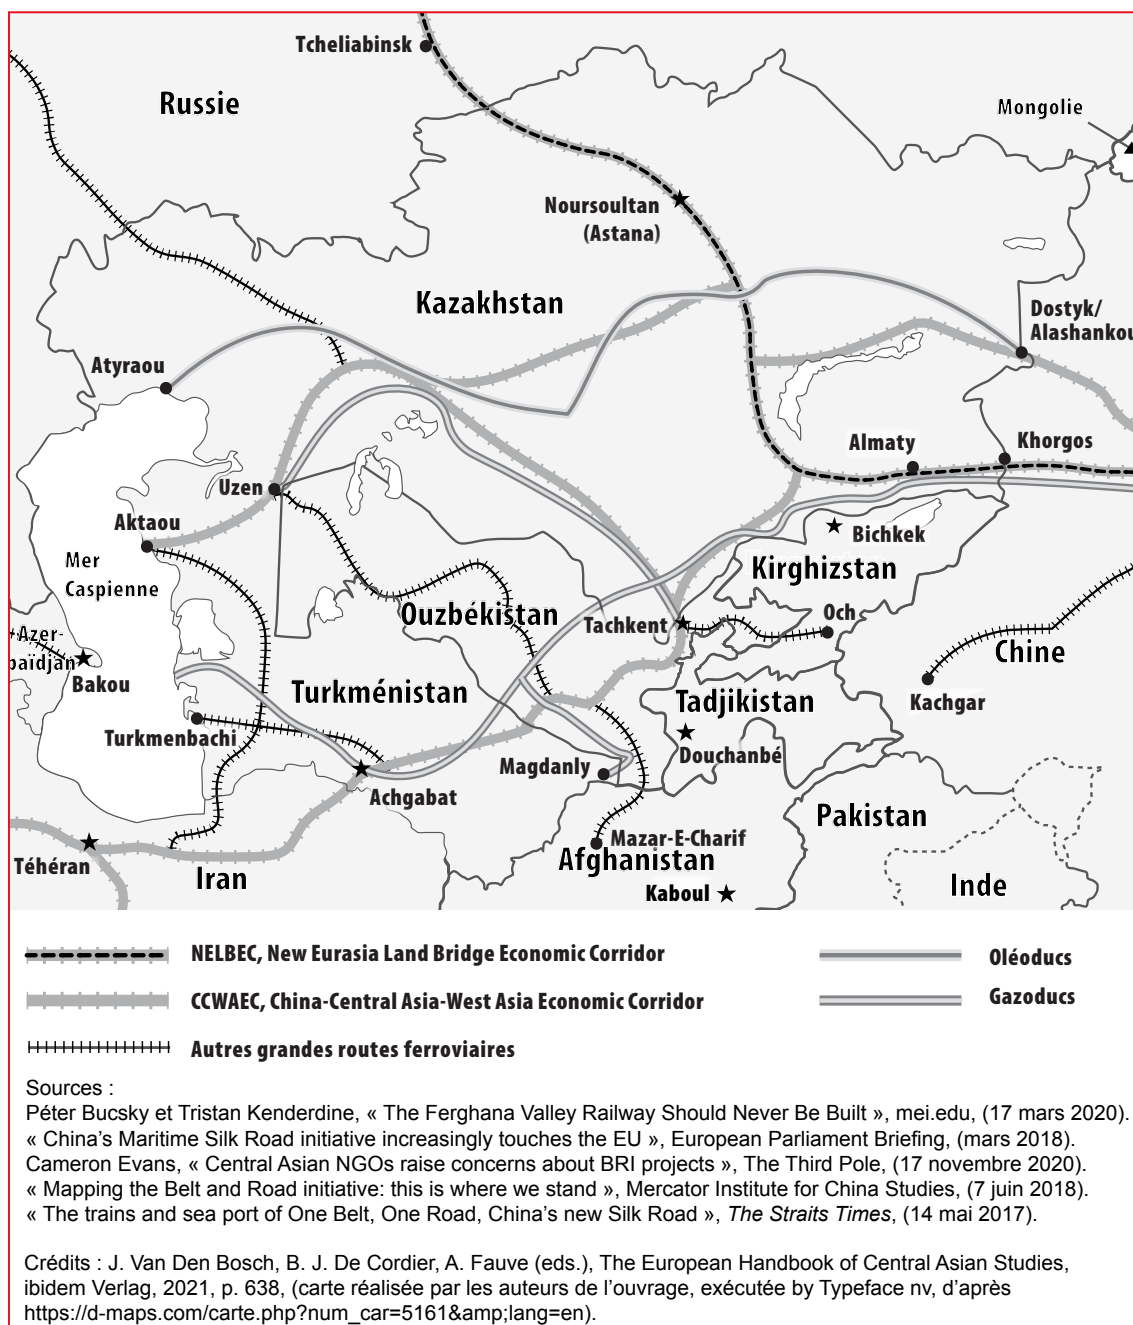 Tcheliabinsk
Russie
Mongolie
Noursoultan
(Astana)
Kazakhstan
Dostyk/
Alashankou
Atyraou
Almaty
Khorgos
Uzen
Aktaou
Bichkek
Mer
Caspienne
Kirghizstan
Ouzbékistan
Tachkent
Och
Azer-
baïdjan
Chine
Bakou
Turkménistan
Tadjikistan
Kachgar
Turkmenbachi
Douchanbé
Magdanly
Achgabat
Pakistan
Mazar-E-Charif
Afghanistan
Téhéran
Iran
Kaboul
Inde
NELBEC, New Eurasia Land Bridge Economic Corridor
Oléoducs
CCWAEC, China-Central Asia-West Asia Economic Corridor
Gazoducs
Autres grandes routes ferroviaires
Sources :
Péter Bucsky et Tristan Kenderdine, « The Ferghana Valley Railway Should Never Be Built », mei.edu, (17 mars 2020).
« China’s Maritime Silk Road initiative increasingly touches the EU », European Parliament Briefing, (mars 2018).
Cameron Evans, « Central Asian NGOs raise concerns about BRI projects », The Third Pole, (17 novembre 2020).
« Mapping the Belt and Road initiative: this is where we stand », Mercator Institute for China Studies, (7 juin 2018).
« The trains and sea port of One Belt, One Road, China’s new Silk Road », The Straits Times, (14 mai 2017).
Crédits : J. Van Den Bosch, B. J. De Cordier, A. Fauve (eds.), The European Handbook of Central Asian Studies,
ibidem Verlag, 2021, p. 638, (carte réalisée par les auteurs de l’ouvrage, exécutée by Typeface nv, d’après
https://d-maps.com/carte.php?num_car=5161&amp;lang=en).